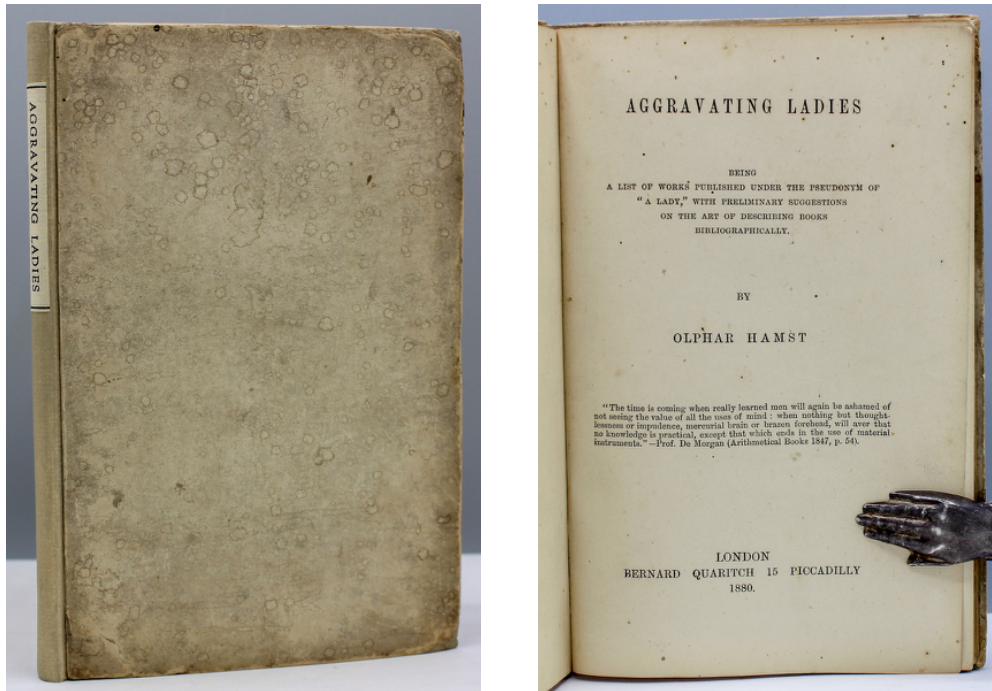 AGGRAVATING LADIES
AGGRAVATING LADIES
BEING
A LIST OF WORKS PUBLISHED UNDER THE PSEUDONYM OF
"A LADY," WITH PRELIMINARY SUGGESTIONS
ON THE ART OF DESCRIBING BOOKS
BIBLIOGRAPHICALLY.
BY
OLPHAR HAMST
"The time is coming when really learned men will again be ashamed of
not seeing the value of all the uses of mind : when nothing but thought-
lessness or impudence, mercurial brain or brazen forehead, will aver that
no knowledge is practical, except that which ends in the use of material
instruments."—Prof. De Morgan (Arithmetical Books 1847, p. 54).
LONDON
BERNARD QUARITCH 15 PICCADILLY
1880.